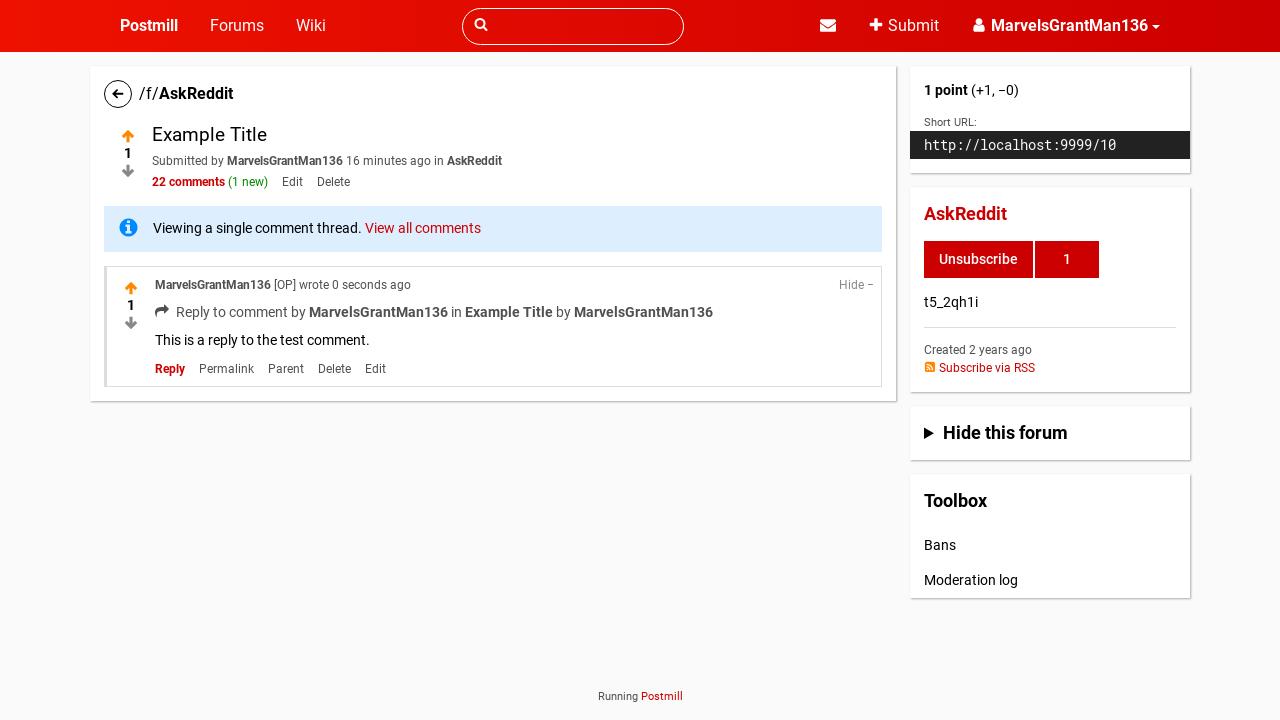 Postmill
Forums
Wiki
Submit
MarvelsGrantMan136
/f/AskReddit
1
Example Title
Submitted by MarvelsGrantMan136 16 minutes ago in AskReddit
22 comments (1 new)
Edit
Delete
Viewing a single comment thread. View all comments
1
MarvelsGrantMan136 [OP] wrote 0 seconds ago
Hide −
Reply to comment by MarvelsGrantMan136 in Example Title by MarvelsGrantMan136
This is a reply to the test comment.
Reply
Permalink
Parent
Delete
Edit
1 point (+1, −0)
Short URL:
http://localhost:9999/10
AskReddit
Unsubscribe
1
t5_2qh1i
Created 2 years ago
Subscribe via RSS
Hide this forum
Toolbox
Bans
Moderation log
Running Postmill